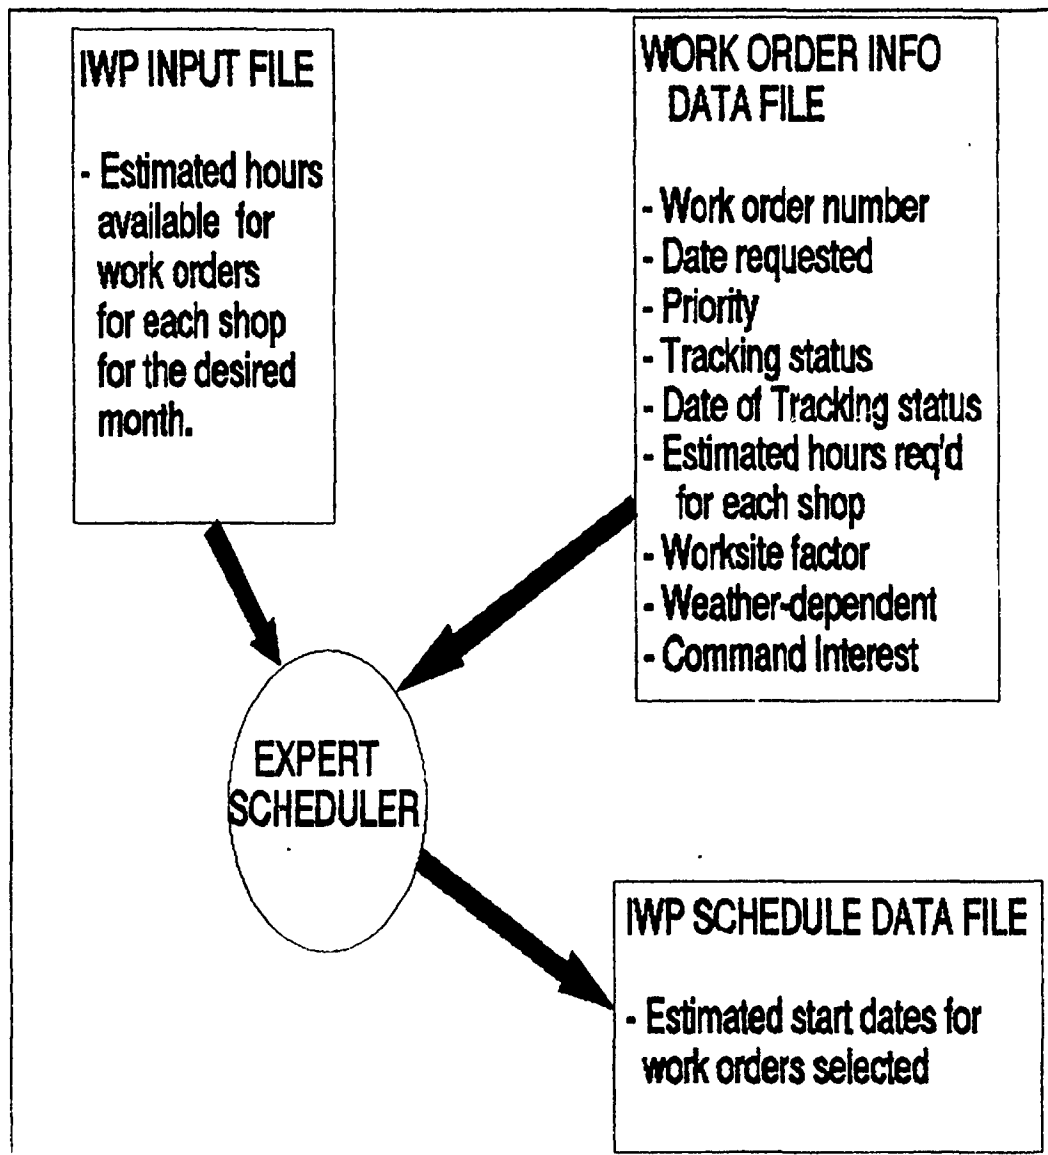 IWP INPUT FILE
- Estimated hours
available for
work orders
for each shop
for the desired
month.
WORK ORDER INFO
DATA FILE
- Work order number
- Date requested
- Priority
- Tracking status
- Date of Tracking status
- Estimated hours req'd
for each shop
- Worksite factor
- Weather-dependent
- Command Interest
EXPERT
SCHEDULER
IWP SCHEDULE DATA FILE
- Estimated start dates for
work orders selected